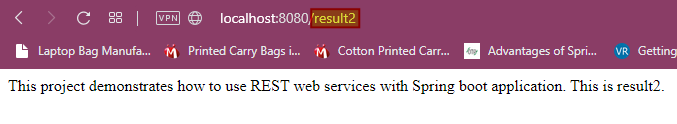 VPN localhost:8080/result2
Laptop Bag Manufa... Printed Carry Bags i... Cotton Printed Carr... Advantages of Spri... VR Getting
This project demonstrates how to use REST web services with Spring boot application. This is result2.